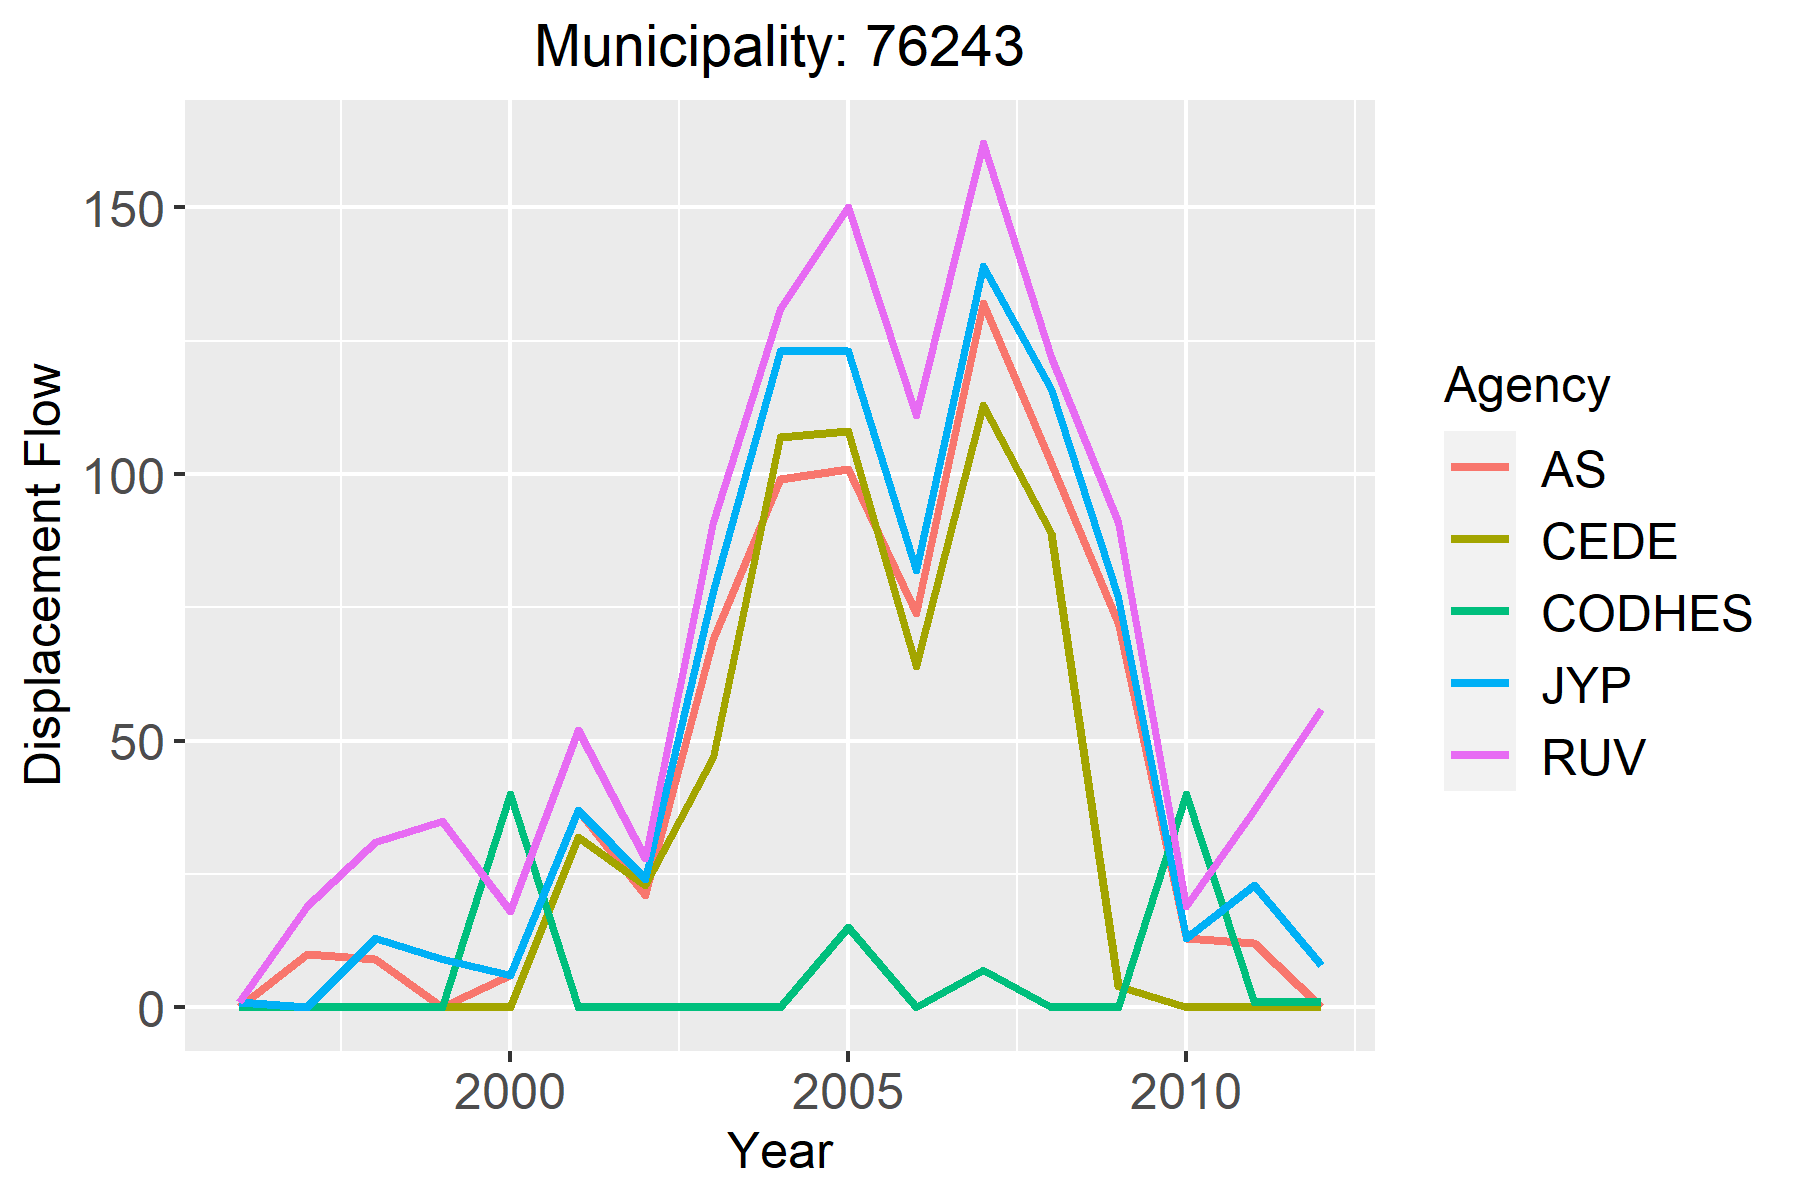 Municipality: 76243
Displacement Flow
150
100
50
0
2000 2005 2010
Year
Agency
AS
CEDE
CODHES
JYP
RUV